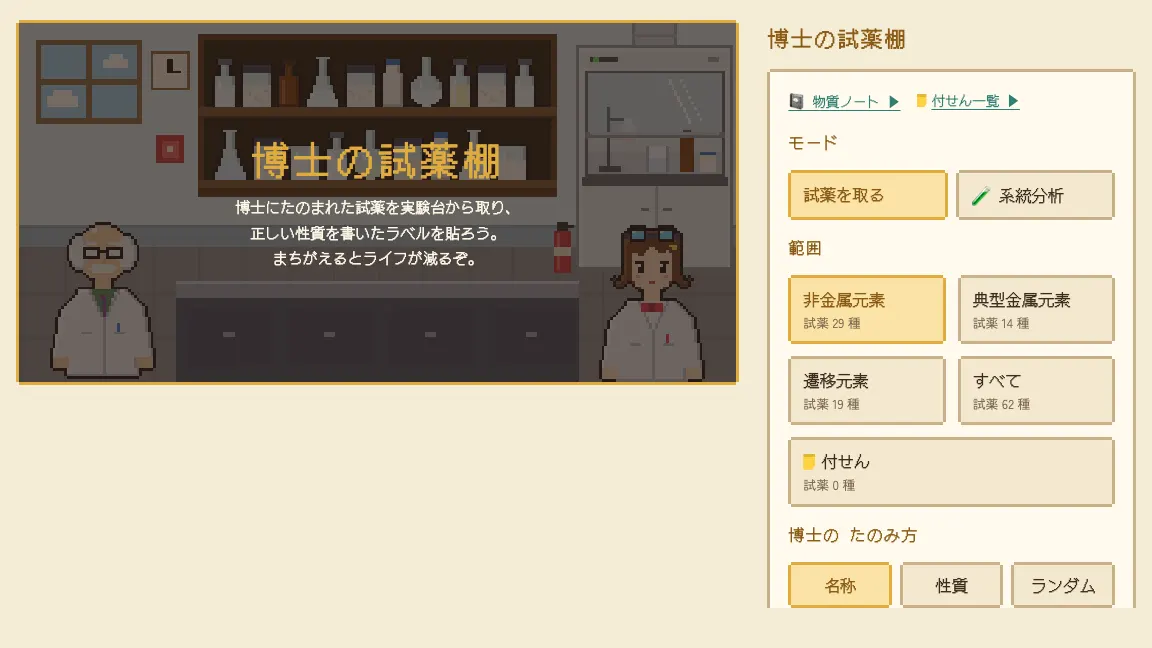 博士の試薬棚
博士にたのまれた試薬を実験台から取り、
正しい性質を書いたラベルを貼ろう。
まちがえるとライフが減るぞ。
博士の試薬棚
物質ノート ▶ 付せん一覧 ▶
モード
試薬を取る 系統分析
範囲
非金属元素 典型金属元素
試薬 29 種 試薬 14 種
遷移元素 すべて
試薬 19 種 試薬 62 種
付せん
試薬 0 種
博士の たのみ方
名称 性質 ランダム